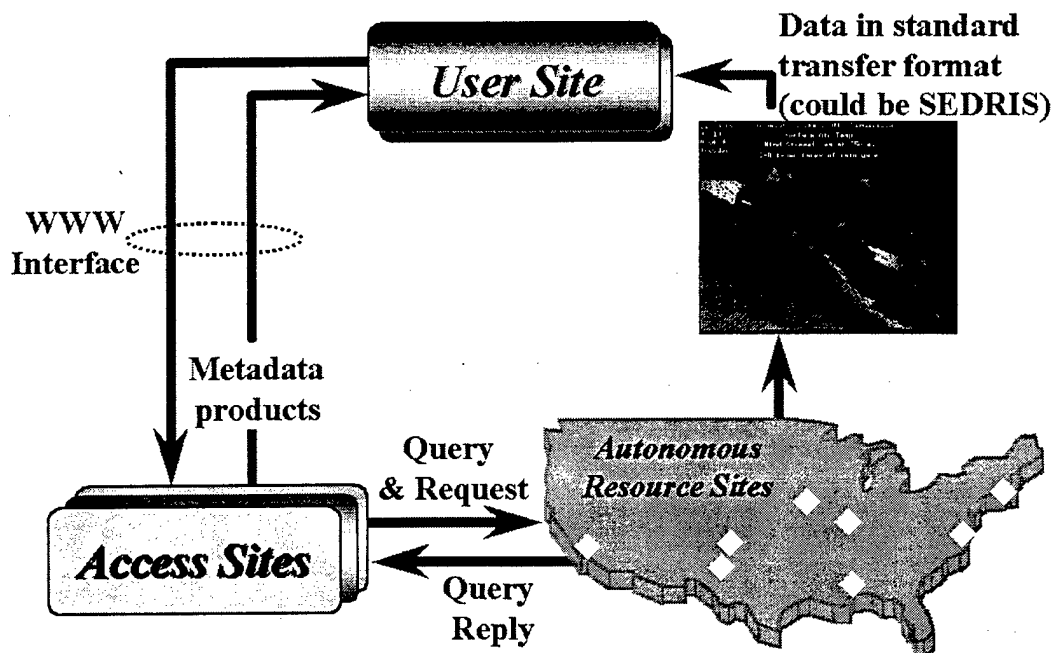 Data in standard
transfer format
(could be SEDRIS)
User Site
WWW
Interface
Metadata
products
Query
& Request
Autonomous
Resource Sites
Access Sites
Query
Reply